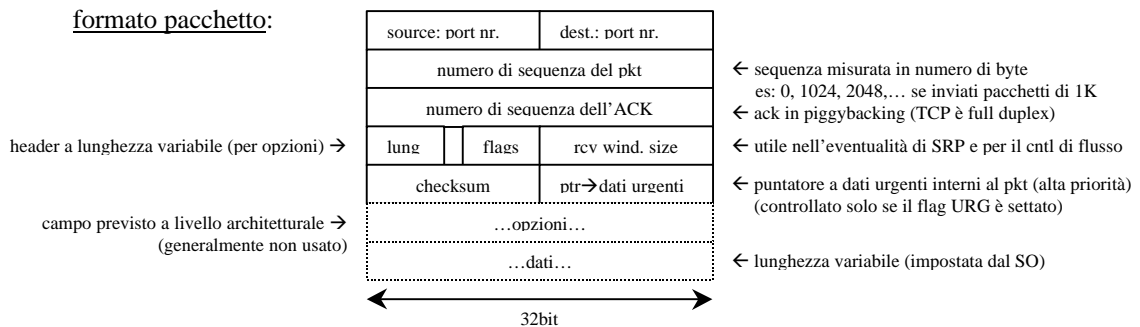 formato pacchetto:
source: port nr. dest.: port nr.
numero di sequenza del pkt
← sequenza misurata in numero di byte
es: 0, 1024, 2048,… se inviati pacchetti di 1K
numero di sequenza dell'ACK
← ack in piggybacking (TCP è full duplex)
header a lunghezza variabile (per opzioni) →
lung flags rcv wind. size
← utile nell'eventualità di SRP e per il cntl di flusso
checksum ptr→dati urgenti
← puntatore a dati urgenti interni al pkt (alta priorità)
(controllato solo se il flag URG è settato)
campo previsto a livello architetturale →
(generalmente non usato)
…opzioni…
…dati…
← lunghezza variabile (impostata dal SO)
32bit